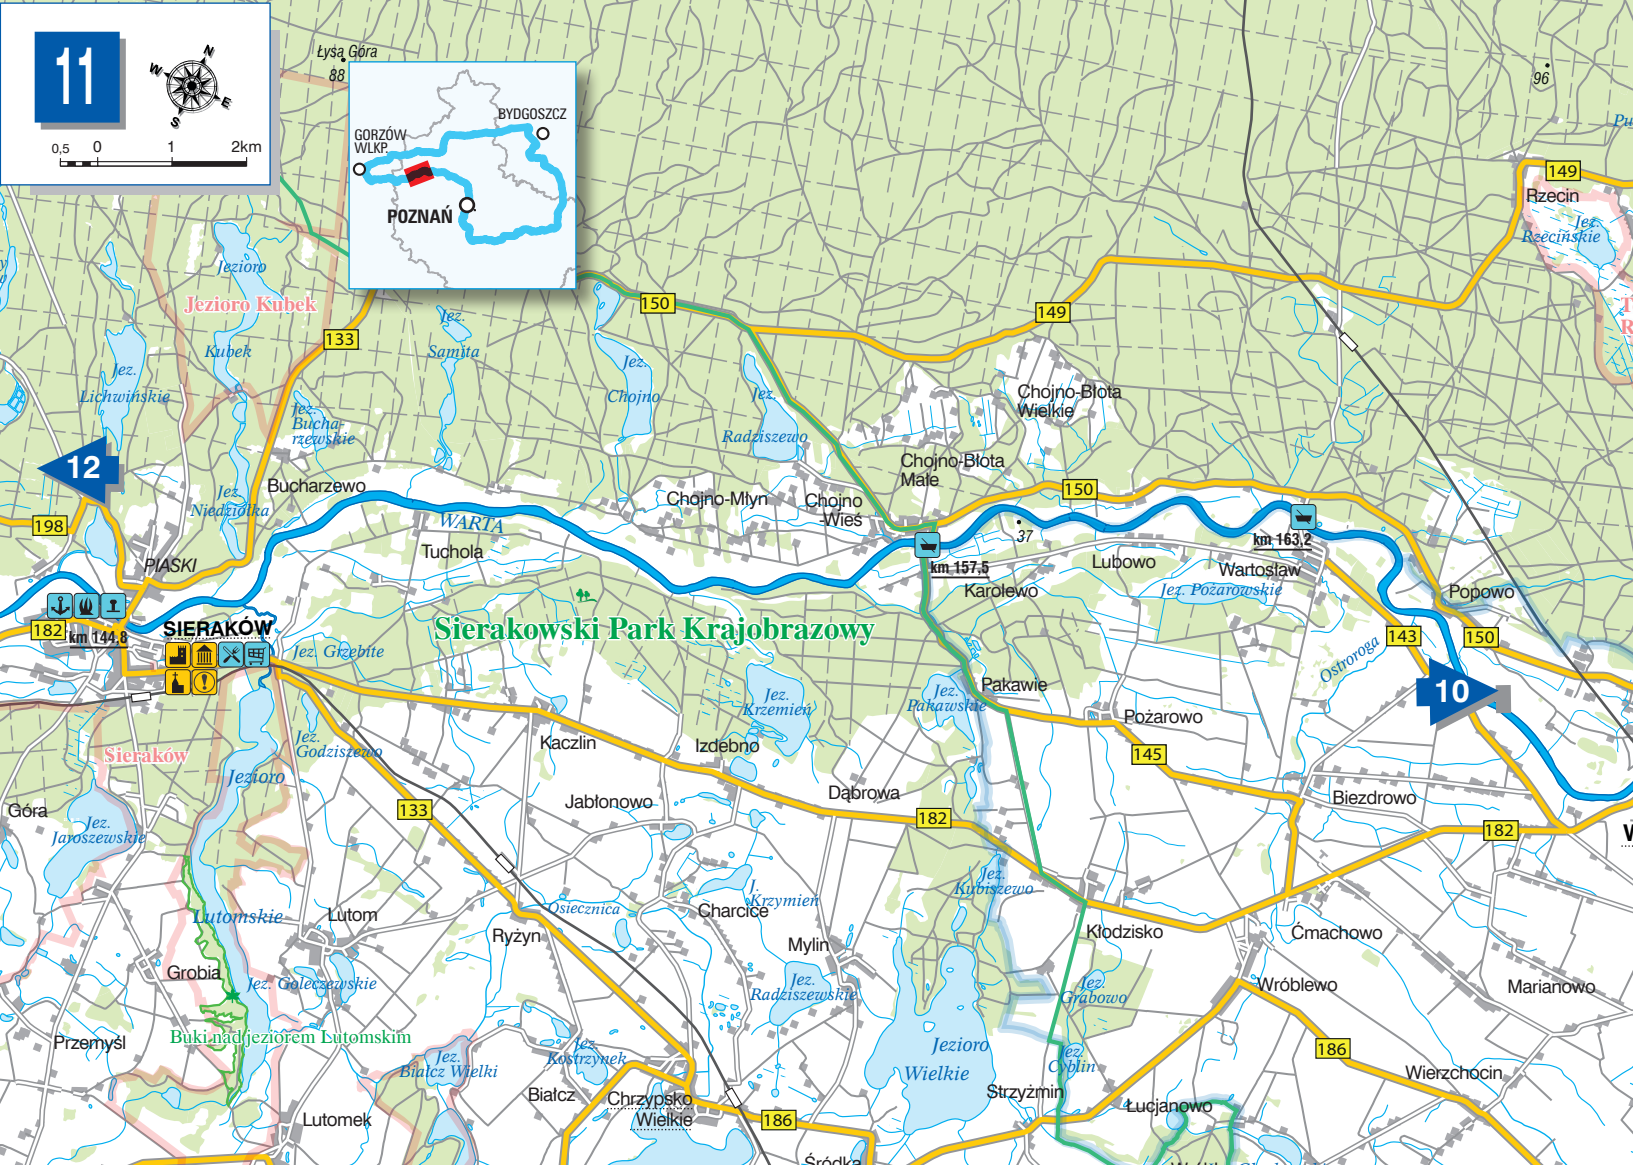 11
N
W
E
S
0,5 0 1 2km
Łysa Góra
88
BYDGOSZCZ
GORZÓW
WLKP.
POZNAŃ
96
149
Rzecin
Jez.
Rzecińskie
Jezioro
Jezioro Kubek
Kubek
133
Jez.
Samita
150
149
Jez.
Chojno
Jez.
Radziszewo
Jez.
Lichwińskie
Jez.
Bucha-
rzewskie
Chojno-Błota
Wielkie
Chojno-Błota
Małe
12
Bucharzewo
Jez.
Niedziołka
198
Chojno-Młyn
Chojno
-Wieś
150
WARTA
Tuchola
37
km 163,2
km 157,5
Lubowo
Wartosław
Karolewo
Jez. Pożarowskie
Popowo
PIASKI
182
km 144,8
SIERAKÓW
Sierakowski Park Krajobrazowy
Jez. Grzebite
143
150
Ostroroga
10
Pakawie
Jez.
Pakawskie
Jez.
Krzemień
Pożarowo
145
Sieraków
Jez.
Godziszewo
Kaczlin
Izdebno
Jezioro
Jabłonowo
Dąbrowa
Biezdrowo
Góra
Jez.
Jaroszewskie
133
182
182
Jez.
Kubiszewo
J.
Krzymień
Charcice
Osiecznica
Lutomskie
Lutom
Ryżyn
Mylin
Kłodzisko
Ćmachowo
Grobia
Jez. Goleczewskie
Jez.
Radziszewskie
Jez.
Grabowo
Wróblewo
Marianowo
Przemyśl
Buki nad jeziorem Lutomskim
Jez.
Białcz Wielki
Jez.
Kostrzynek
Jezioro
Wielkie
Jez.
Cyblin
186
Białcz
Chrzypsko
Wielkie
Strzyżmin
Łucjanowo
Wierzchocin
Lutomek
186
Śródka